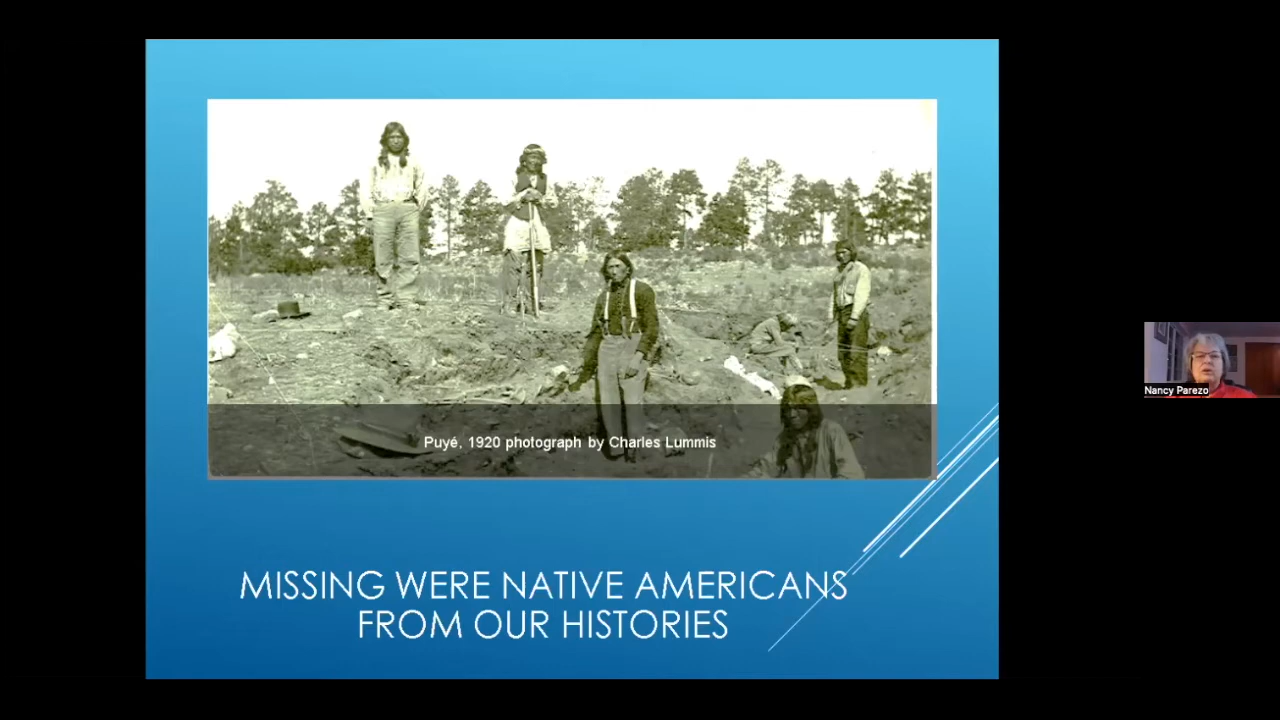 Puyé, 1920 photograph by Charles Lummis
MISSING WERE NATIVE AMERICANS
FROM OUR HISTORIES
Nancy Parezo